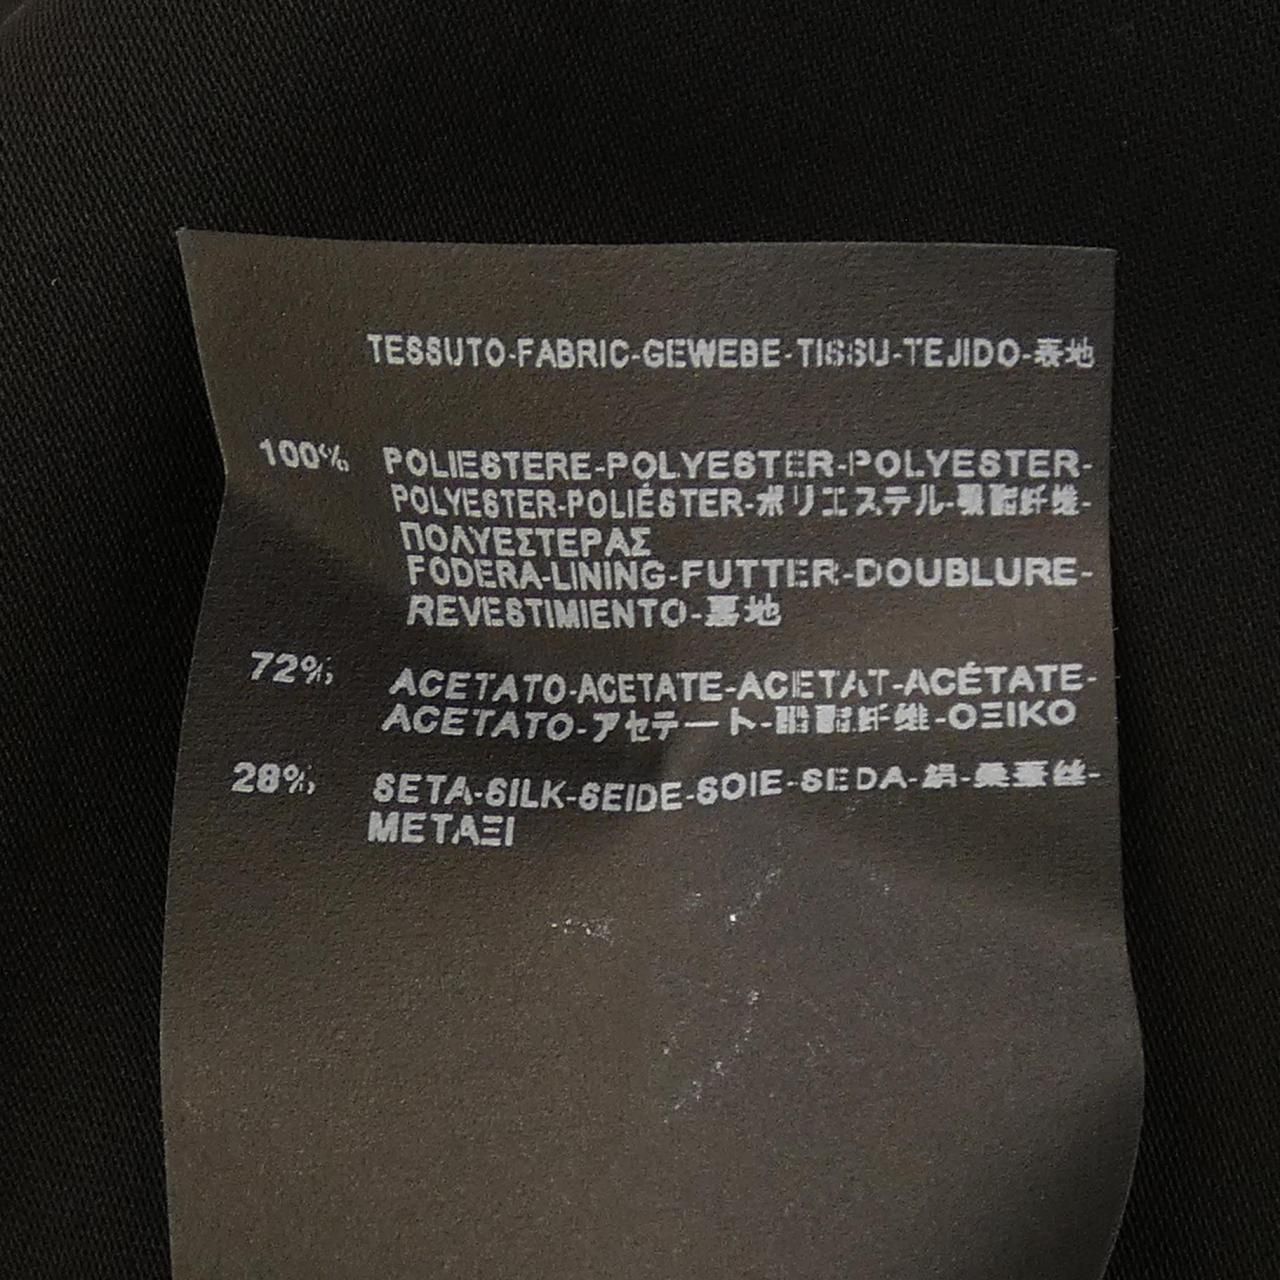 TESSUTO-FABRIC-GEWEBE-TISSU-TEJIDO-表地
100% POLIESTERE-POLYESTER-POLYESTER-
POLYESTER-POLIÉSTER-ポリエステル-聚酯纤维-
ΠΟΛΥΕΣΤΕΡΑΣ
FODERA-LINING-FUTTER-DOUBLURE-
REVESTIMIENTO-裏地
72% ACETATO-ACETATE-ACETAT-ACÉTATE-
ACETATO-アセテート-醋酯纤维-ΟΞΙΚΟ
28% SETA-SILK-SEIDE-SOIE-SEDA-絹-桑蚕丝-
ΜΕΤΑΞΙ